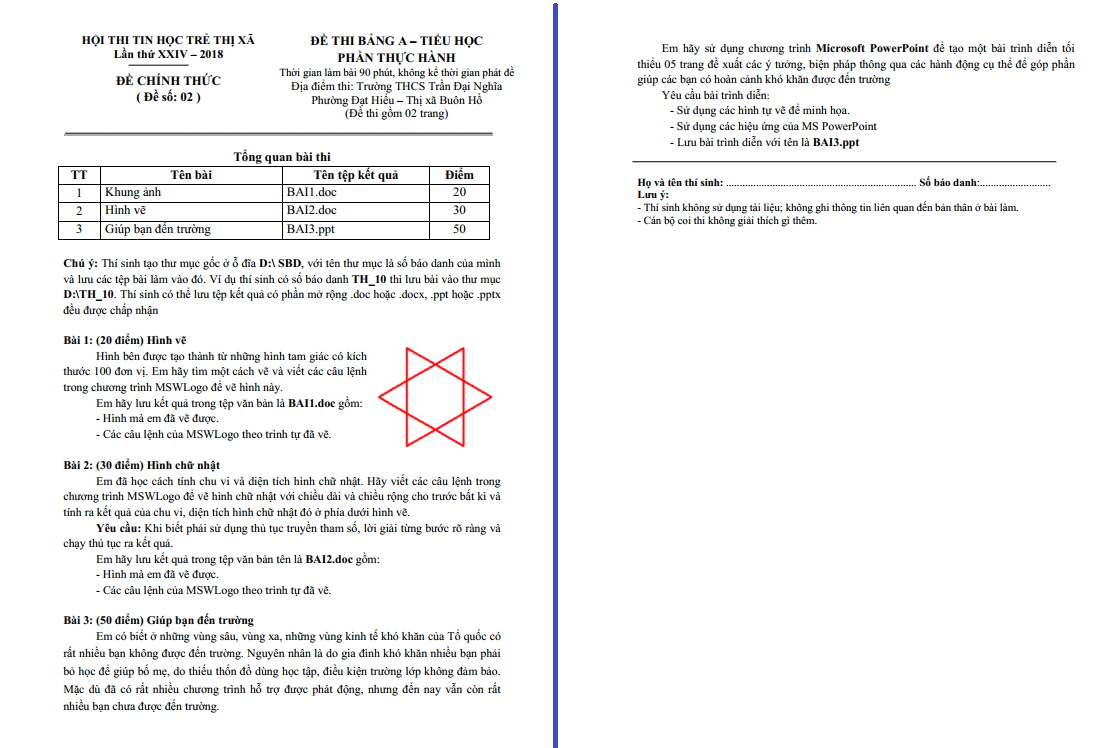 HỘI THI TIN HỌC TRẺ THỊ XÃ
Lần thứ XXIV – 2018
ĐỀ CHÍNH THỨC
( Đề số: 02 )
ĐỀ THI BẢNG A – TIỂU HỌC
PHẦN THỰC HÀNH
Thời gian làm bài 90 phút, không kể thời gian phát đề
Địa điểm thi: Trường THCS Trần Đại Nghĩa
Phường Đạt Hiếu – Thị xã Buôn Hồ
(Đề thi gồm 02 trang)
Tổng quan bài thi
TT Tên bài Tên tệp kết quả Điểm
1 Khung ảnh BAI1.doc 20
2 Hình vẽ BAI2.doc 30
3 Giúp bạn đến trường BAI3.ppt 50
Chú ý: Thí sinh tạo thư mục gốc ở ổ đĩa D:\ SBD, với tên thư mục là số báo danh của mình
và lưu các tệp bài làm vào đó. Ví dụ thí sinh có số báo danh TH_10 thì lưu bài vào thư mục
D:\TH_10. Thí sinh có thể lưu tệp kết quả có phần mở rộng .doc hoặc .docx, .ppt hoặc .pptx
đều được chấp nhận
Bài 1: (20 điểm) Hình vẽ
Hình bên được tạo thành từ những hình tam giác có kích
thước 100 đơn vị. Em hãy tìm một cách vẽ và viết các câu lệnh
trong chương trình MSWLogo để vẽ hình này.
Em hãy lưu kết quả trong tệp văn bản là BAI1.doc gồm:
- Hình mà em đã vẽ được.
- Các câu lệnh của MSWLogo theo trình tự đã vẽ.
Bài 2: (30 điểm) Hình chữ nhật
Em đã học cách tính chu vi và diện tích hình chữ nhật. Hãy viết các câu lệnh trong
chương trình MSWLogo để vẽ hình chữ nhật với chiều dài và chiều rộng cho trước bất kì và
tính ra kết quả của chu vi, diện tích hình chữ nhật đó ở phía dưới hình vẽ.
Yêu cầu: Khi biết phải sử dụng thủ tục truyền tham số, lời giải từng bước rõ ràng và
chạy thủ tục ra kết quả.
Em hãy lưu kết quả trong tệp văn bản tên là BAI2.doc gồm:
- Hình mà em đã vẽ được.
- Các câu lệnh của MSWLogo theo trình tự đã vẽ.
Bài 3: (50 điểm) Giúp bạn đến trường
Em có biết ở những vùng sâu, vùng xa, những vùng kinh tế khó khăn của Tổ quốc có
rất nhiều bạn không được đến trường. Nguyên nhân là do gia đình khó khăn nhiều bạn phải
bỏ học để giúp bố mẹ, do thiếu thốn đồ dùng học tập, điều kiện trường lớp không đảm bảo.
Mặc dù đã có rất nhiều chương trình hỗ trợ được phát động, nhưng đến nay vẫn còn rất
nhiều bạn chưa được đến trường.
Em hãy sử dụng chương trình Microsoft PowerPoint để tạo một bài trình diễn tối
thiểu 05 trang đề xuất các ý tưởng, biện pháp thông qua các hành động cụ thể để góp phần
giúp các bạn có hoàn cảnh khó khăn được đến trường
Yêu cầu bài trình diễn:
- Sử dụng các hình tự vẽ để minh họa.
- Sử dụng các hiệu ứng của MS PowerPoint
- Lưu bài trình diễn với tên là BAI3.ppt
Họ và tên thí sinh: .................................................................. Số báo danh:.........................
Lưu ý:
- Thí sinh không sử dụng tài liệu; không ghi thông tin liên quan đến bản thân ở bài làm.
- Cán bộ coi thi không giải thích gì thêm.